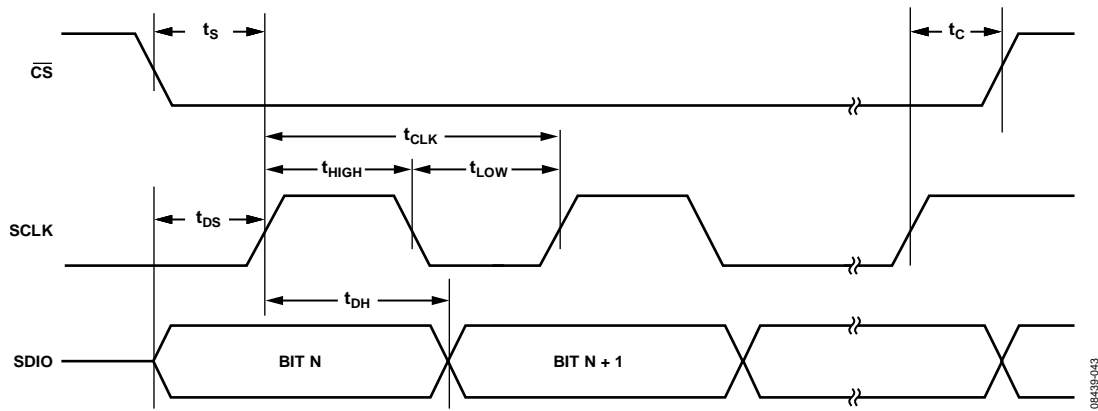 tS
tC
CS
tCLK
tHIGH
tLOW
tDS
SCLK
tDH
SDIO
BIT N
BIT N + 1
08439-043